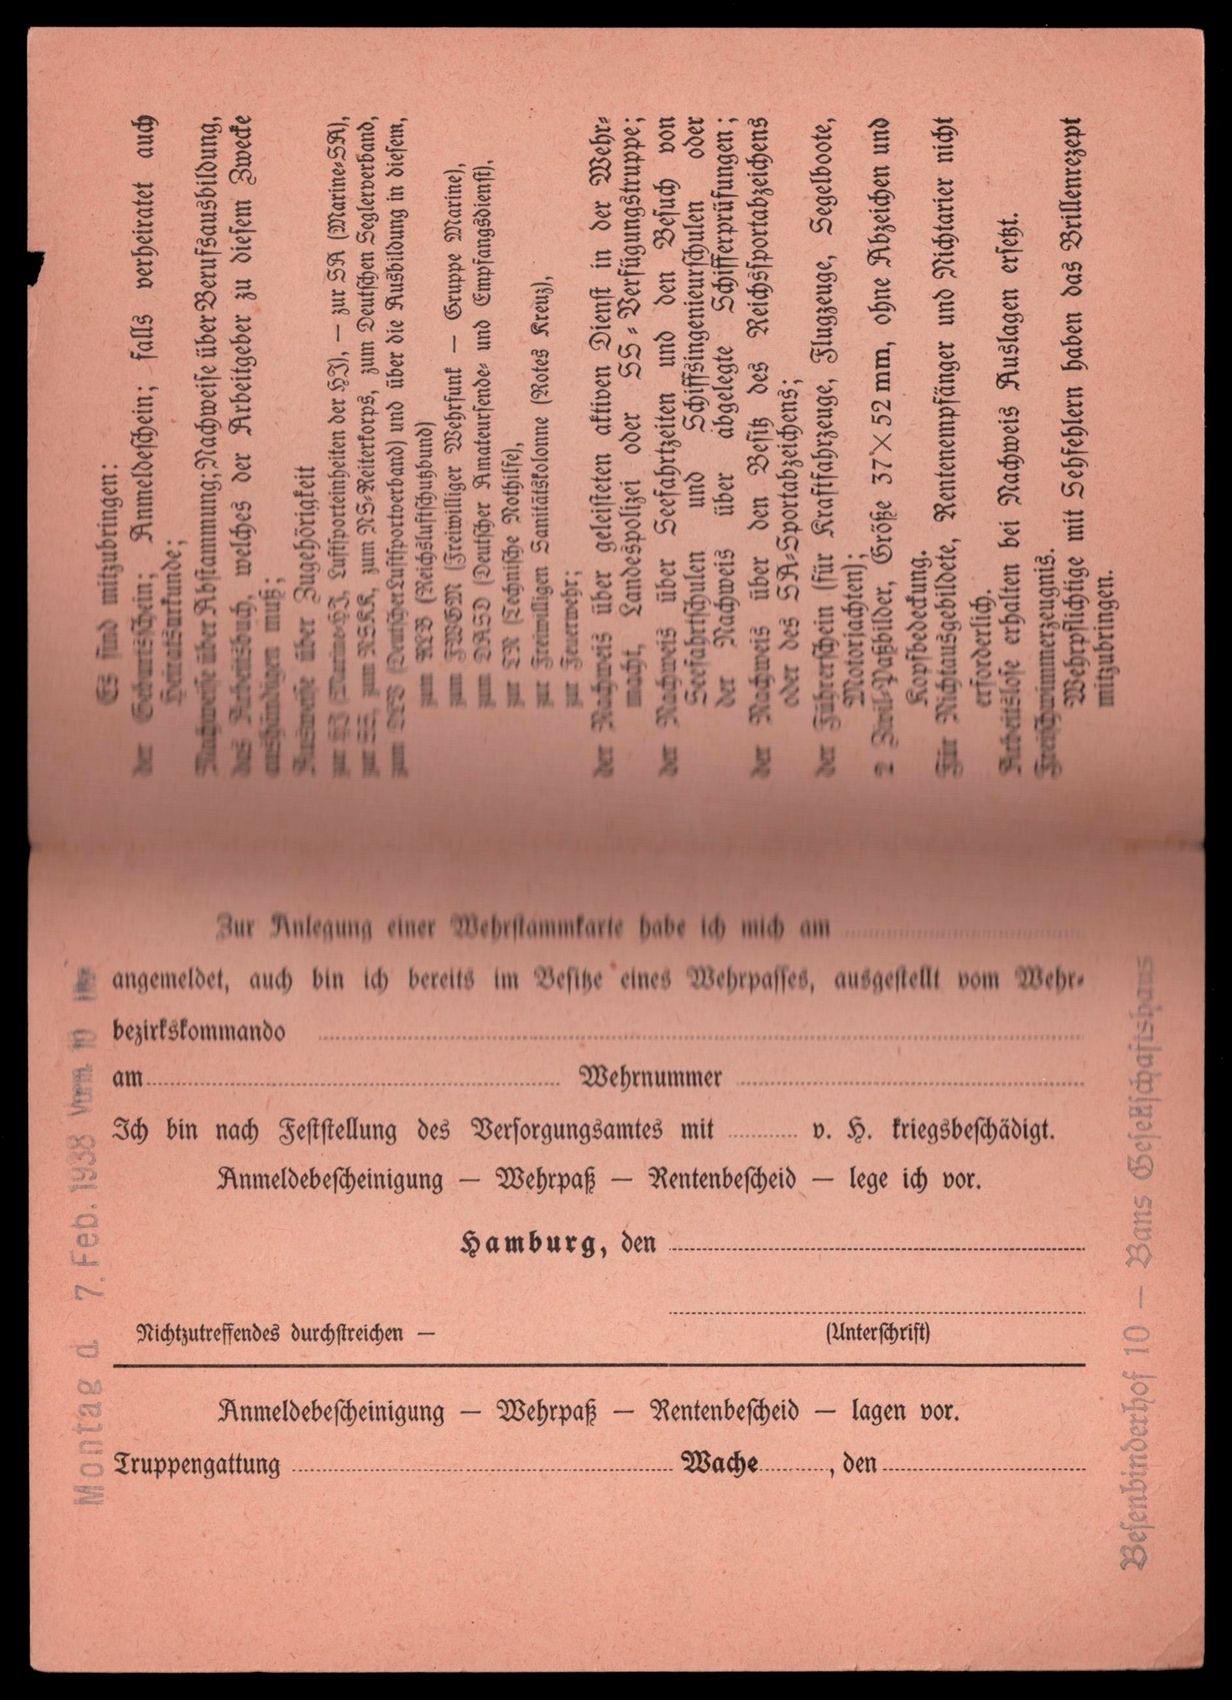 Es sind mitzubringen:
der Geburtsschein; Anmeldeschein; falls verheiratet auch
Heiratsurkunde;
Nachweise über Abstammung; Nachweise über Berufsausbildung,
das Arbeitsbuch, welches der Arbeitgeber zu diesem Zwecke
aushändigen muß;
Ausweise über Zugehörigkeit
zur HJ (Marine-HJ, Luftsporteinheiten der HJ), — zur SA (Marine-SA),
zur SS, zum NSKK, zum NS-Reiterkorps, zum Deutschen Seglerverband,
zum DLV (Deutscher Luftsportverband) und über die Ausbildung in diesem,
zum RLB (Reichsluftschutzbund)
zum FWGM (Freiwilliger Wehrfunk — Gruppe Marine),
zum DASD (Deutscher Amateursende- und Empfangsdienst),
zur TN (Technische Nothilfe),
zur Freiwilligen Sanitätskolonne (Rotes Kreuz),
zur Feuerwehr;
der Nachweis über geleisteten aktiven Dienst in der Wehr-
macht, Landespolizei oder SS-Verfügungstruppe;
der Nachweis über Seefahrtzeiten und den Besuch von
Seefahrtschulen und Schiffsingenieurschulen oder
der Nachweis über abgelegte Schifferprüfungen;
der Nachweis über den Besitz des Reichssportabzeichens
oder des SA-Sportabzeichens;
der Führerschein (für Kraftfahrzeuge, Flugzeuge, Segelboote,
Motorjachten);
2 Zivil-Paßbilder, Größe 37×52 mm, ohne Abzeichen und
Kopfbedeckung.
Für Nichtausgebildete, Rentenempfänger und Nichtarier nicht
erforderlich.
Arbeitslose erhalten bei Nachweis Auslagen ersetzt.
Freischwimmerzeugnis.
Wehrpflichtige mit Sehfehlern haben das Brillenrezept
mitzubringen.
Zur Anlegung einer Wehrstammkarte habe ich mich am
angemeldet, auch bin ich bereits im Besitze eines Wehrpasses, ausgestellt vom Wehr-
bezirkskommando
am Wehrnummer
Ich bin nach Feststellung des Versorgungsamtes mit v. H. kriegsbeschädigt.
Anmeldebescheinigung — Wehrpaß — Rentenbescheid — lege ich vor.
Hamburg, den
Nichtzutreffendes durchstreichen — (Unterschrift)
Anmeldebescheinigung — Wehrpaß — Rentenbescheid — lagen vor.
Truppengattung Wache, den
Montag d. 7. Feb. 1938 Vorm. 10 Uhr
Besenbinderhof 10 — Bans Gesellschaftshaus